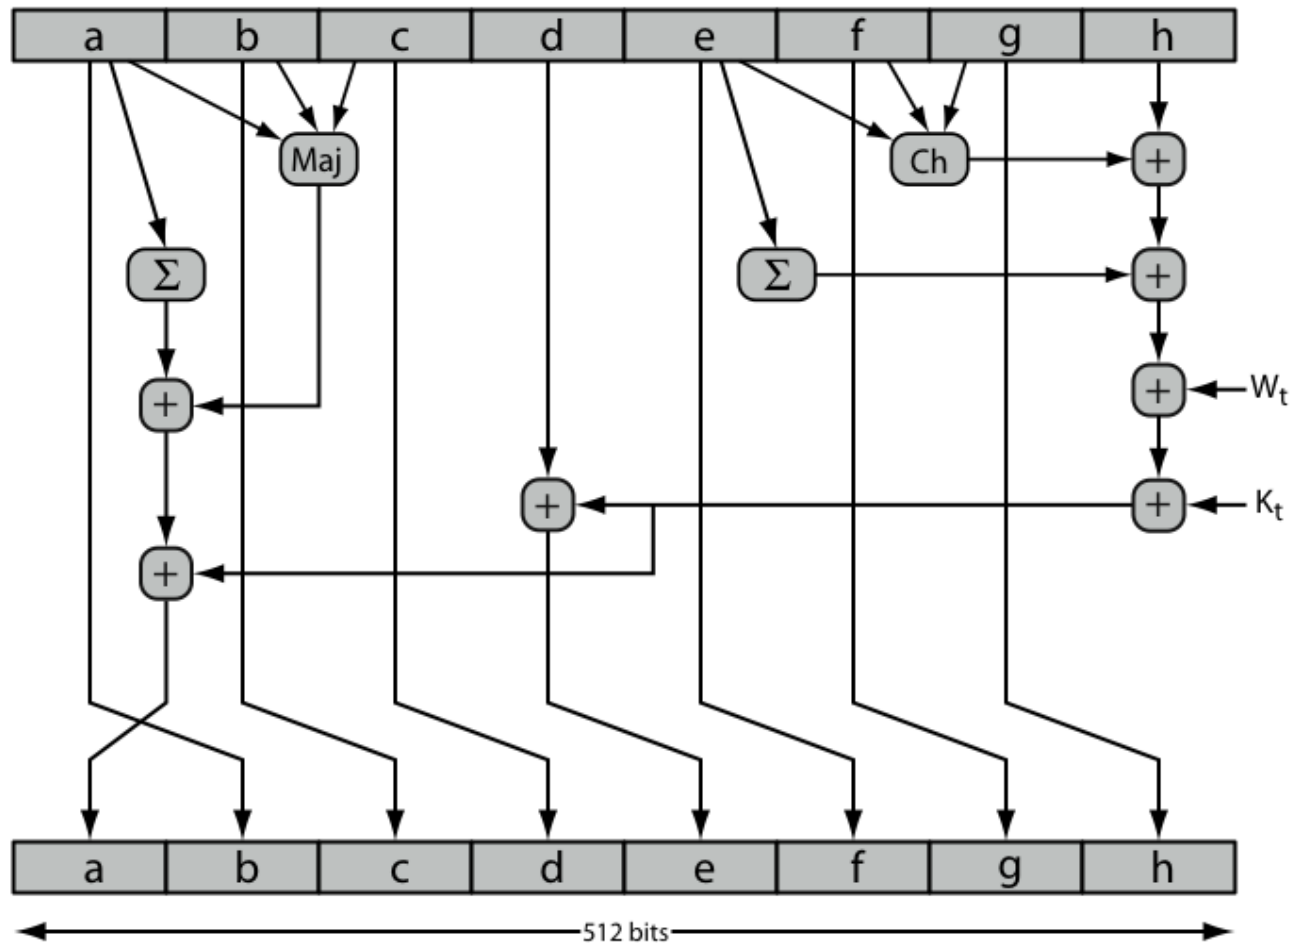 a b c d e f g h
Maj Ch +
Σ Σ +
+ + Wt
+ + Kt
+
a b c d e f g h
512 bits